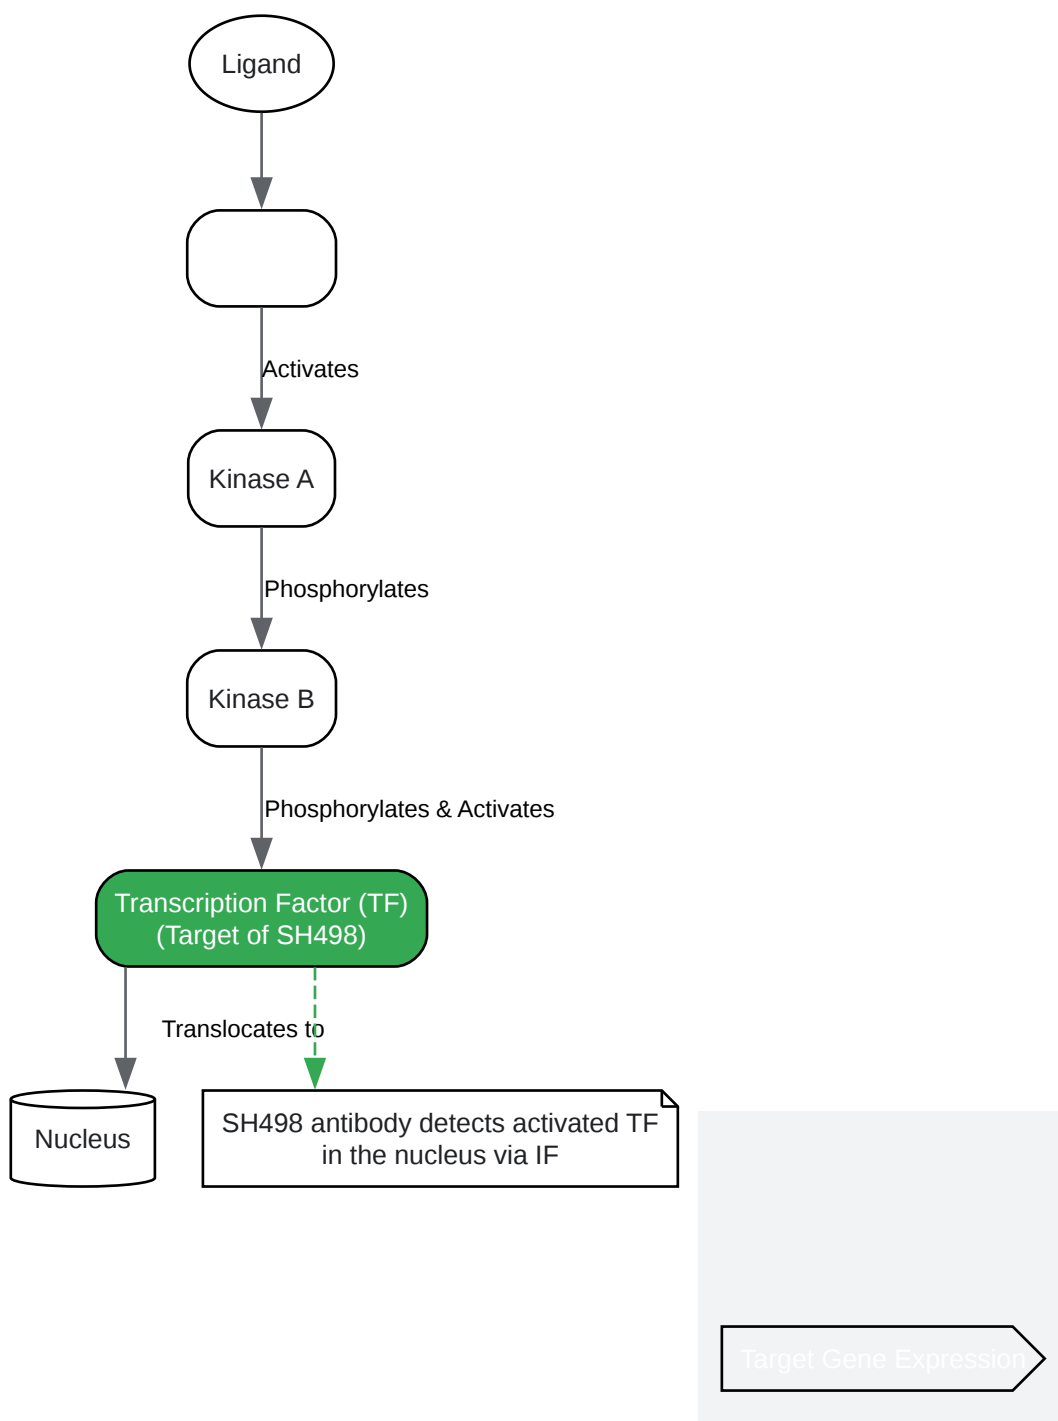 Ligand
Activates
Kinase A
Phosphorylates
Kinase B
Phosphorylates & Activates
Transcription Factor (TF)
(Target of SH498)
Translocates to
Nucleus
SH498 antibody detects activated TF
in the nucleus via IF
Target Gene Expression